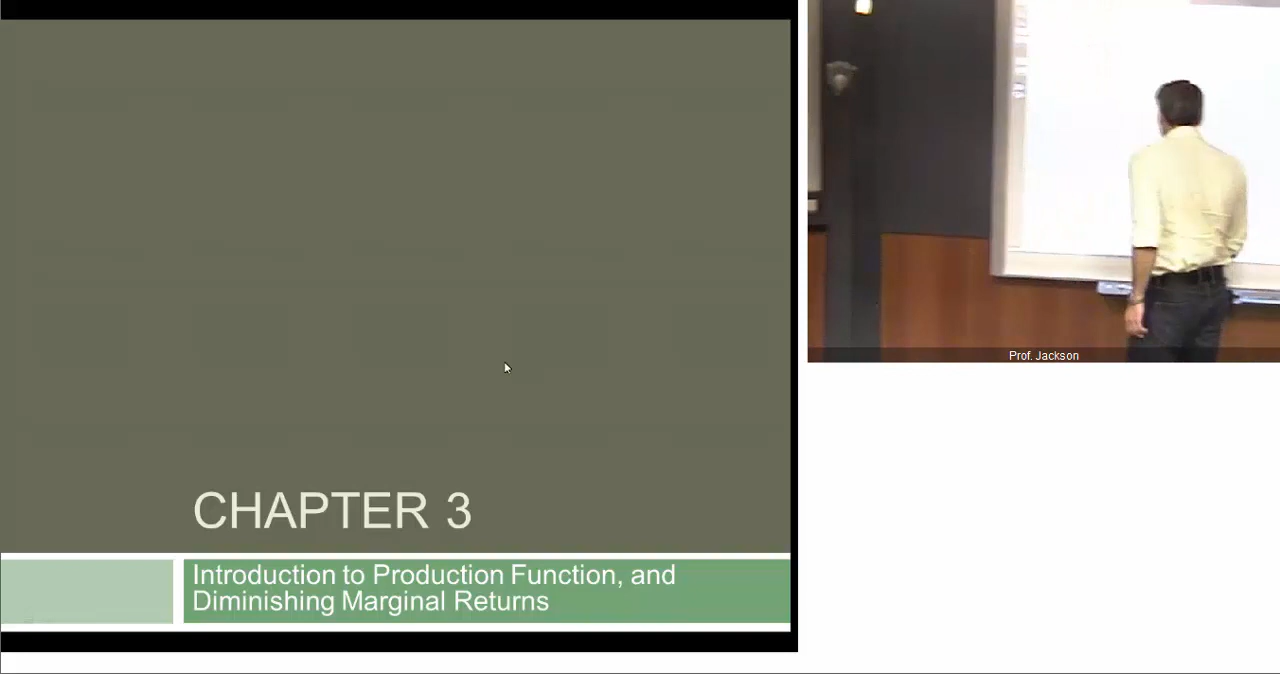 CHAPTER 3
Introduction to Production Function, and
Diminishing Marginal Returns
Prof. Jackson